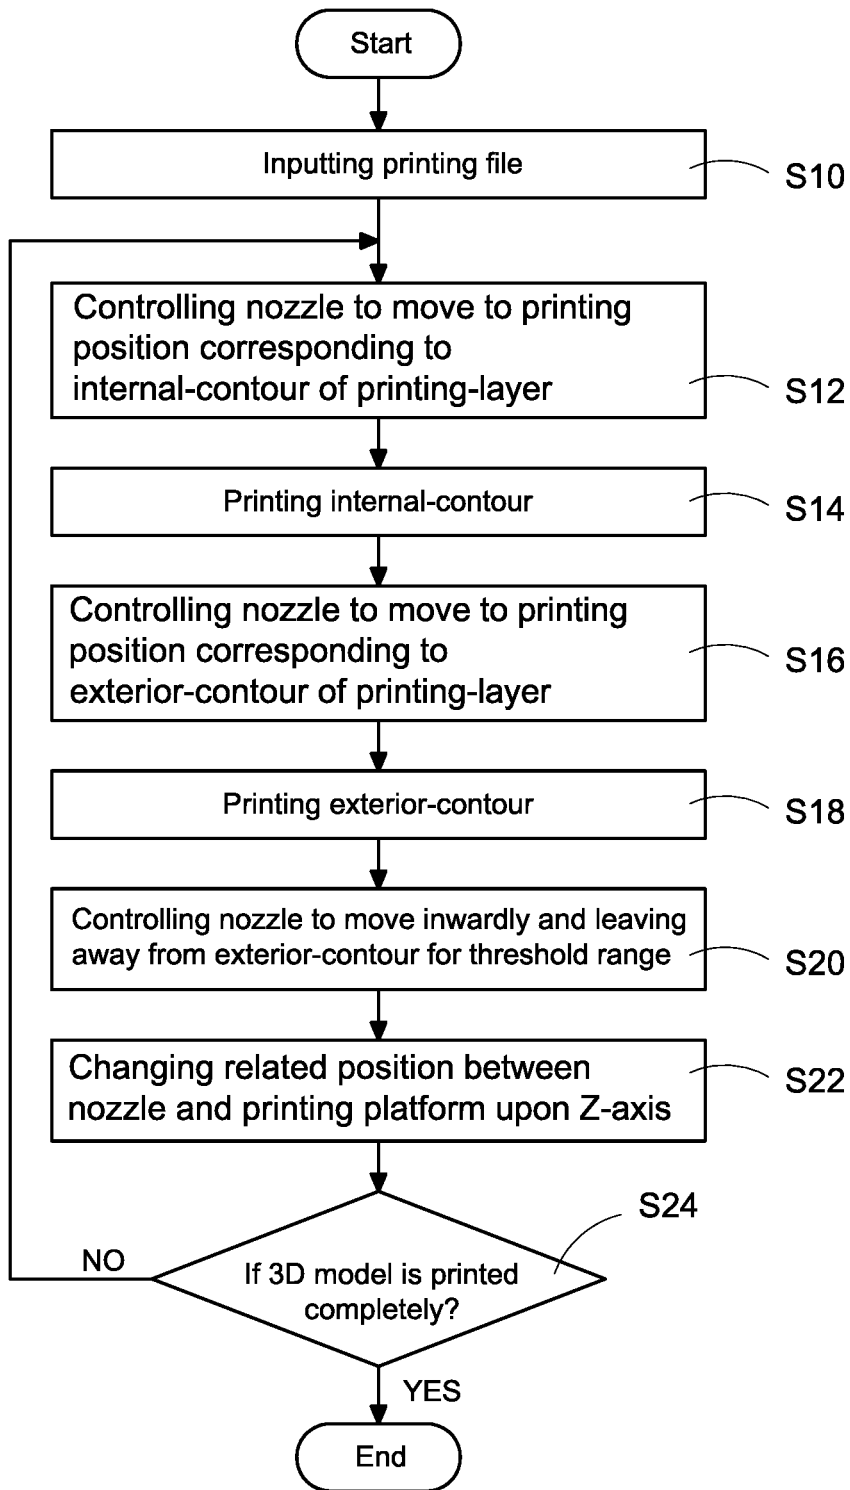 Start
Inputting printing file
S10
Controlling nozzle to move to printing
position corresponding to
internal-contour of printing-layer
S12
Printing internal-contour
S14
Controlling nozzle to move to printing
position corresponding to
exterior-contour of printing-layer
S16
Printing exterior-contour
S18
Controlling nozzle to move inwardly and leaving
away from exterior-contour for threshold range
S20
Changing related position between
nozzle and printing platform upon Z-axis
S22
S24
NO
If 3D model is printed
completely?
YES
End